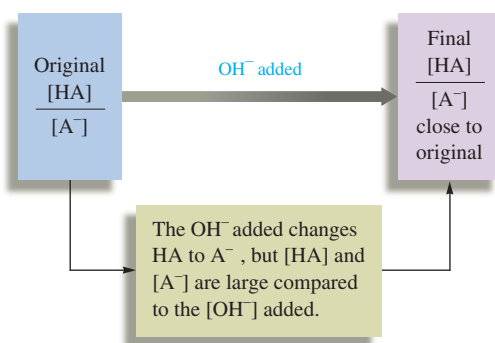 Original
[HA]
[A⁻]
OH⁻ added
Final
[HA]
[A⁻]
close to
original
The OH⁻ added changes
HA to A⁻ , but [HA] and
[A⁻] are large compared
to the [OH⁻] added.